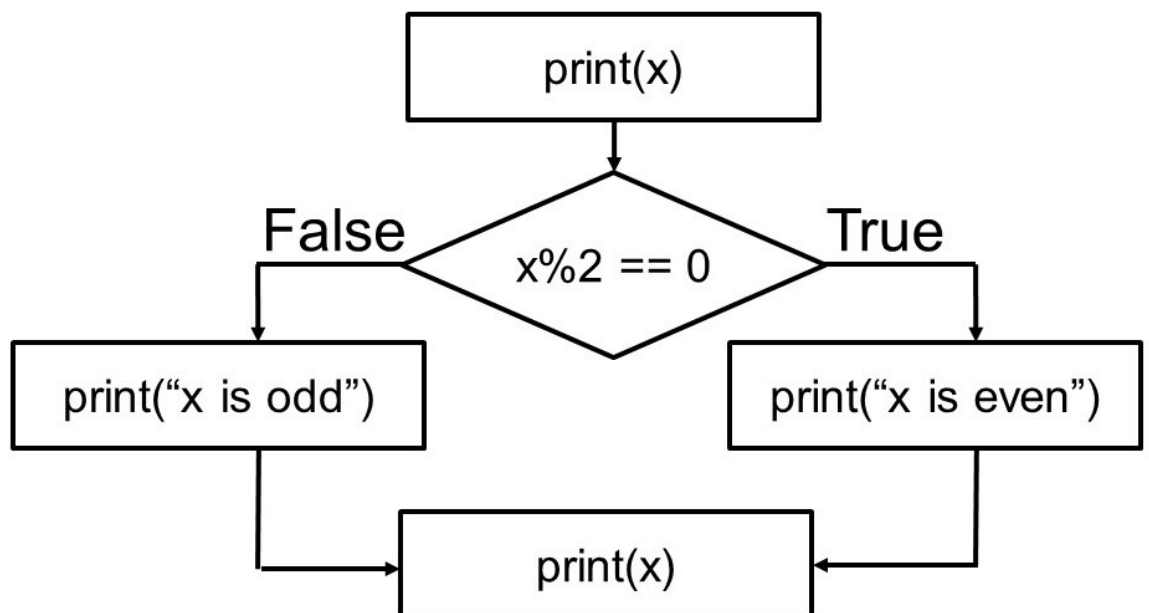 print(x)
False
True
x%2 == 0
print(“x is odd”)
print(“x is even”)
print(x)